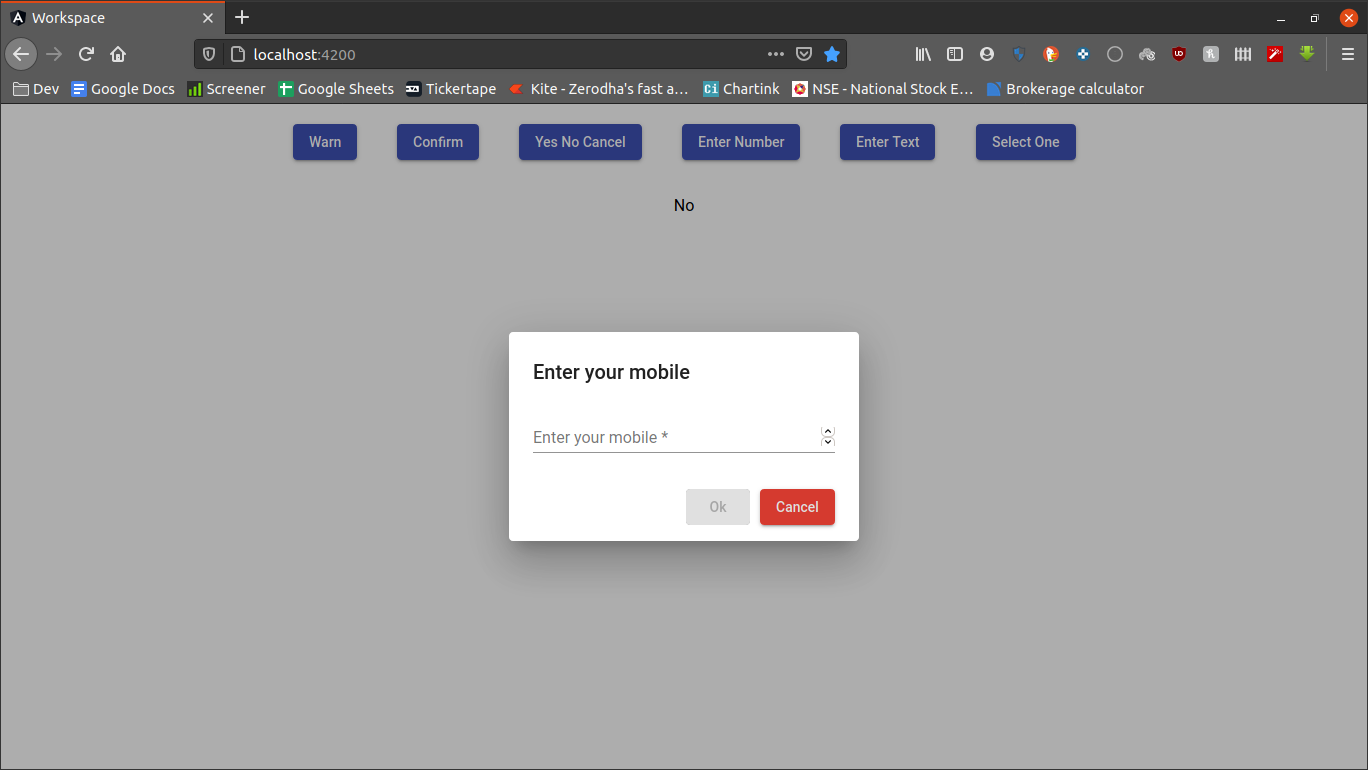 Workspace
localhost:4200
Dev Google Docs Screener Google Sheets Tickertape Kite - Zerodha's fast a... Chartink NSE - National Stock E... Brokerage calculator
Warn Confirm Yes No Cancel Enter Number Enter Text Select One
No
Enter your mobile
Enter your mobile *
Ok Cancel